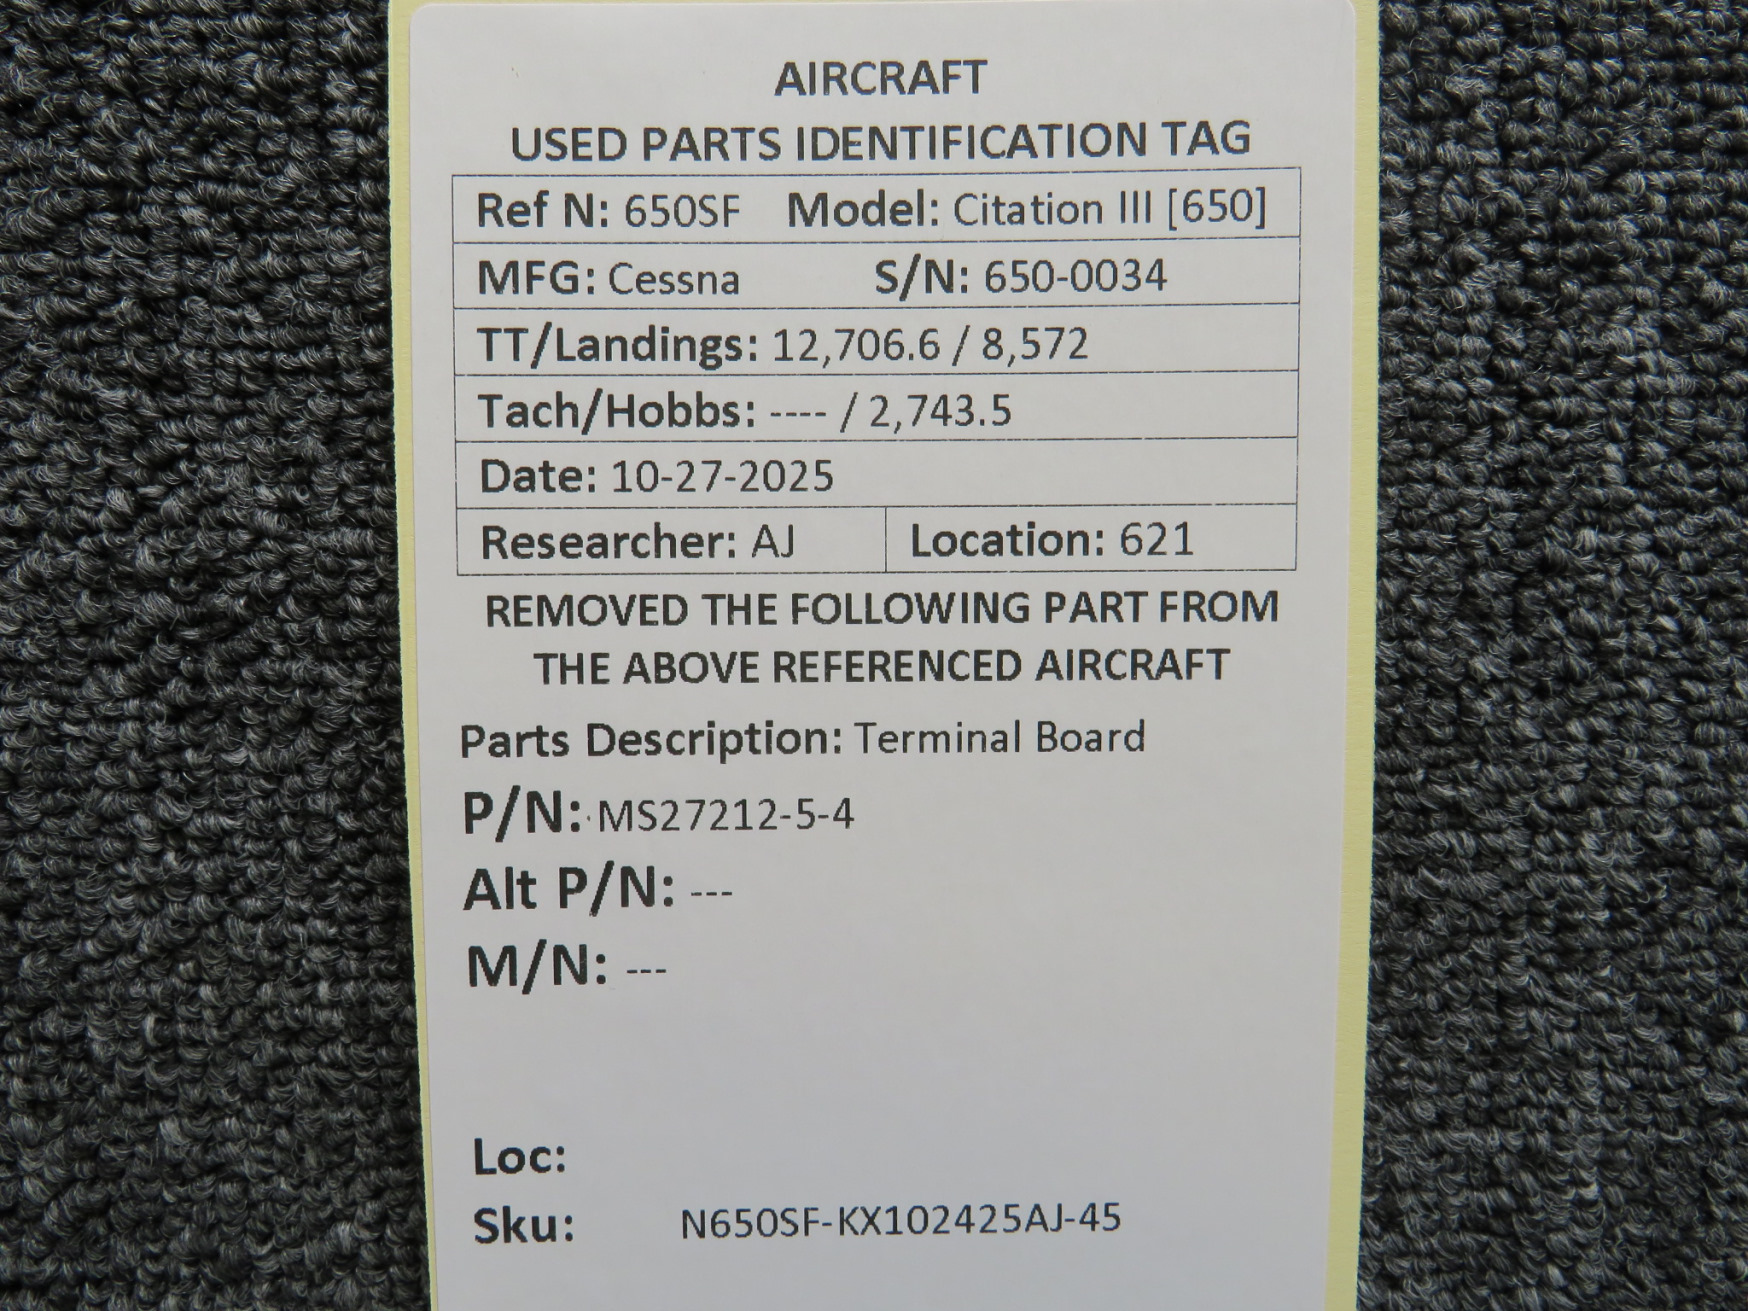 AIRCRAFT
USED PARTS IDENTIFICATION TAG
Ref N: 650SF Model: Citation III [650]
MFG: Cessna S/N: 650-0034
TT/Landings: 12,706.6 / 8,572
Tach/Hobbs: ---- / 2,743.5
Date: 10-27-2025
Researcher: AJ Location: 621
REMOVED THE FOLLOWING PART FROM
THE ABOVE REFERENCED AIRCRAFT
Parts Description: Terminal Board
P/N: MS27212-5-4
Alt P/N: ---
M/N: ---
Loc:
Sku: N650SF-KX102425AJ-45